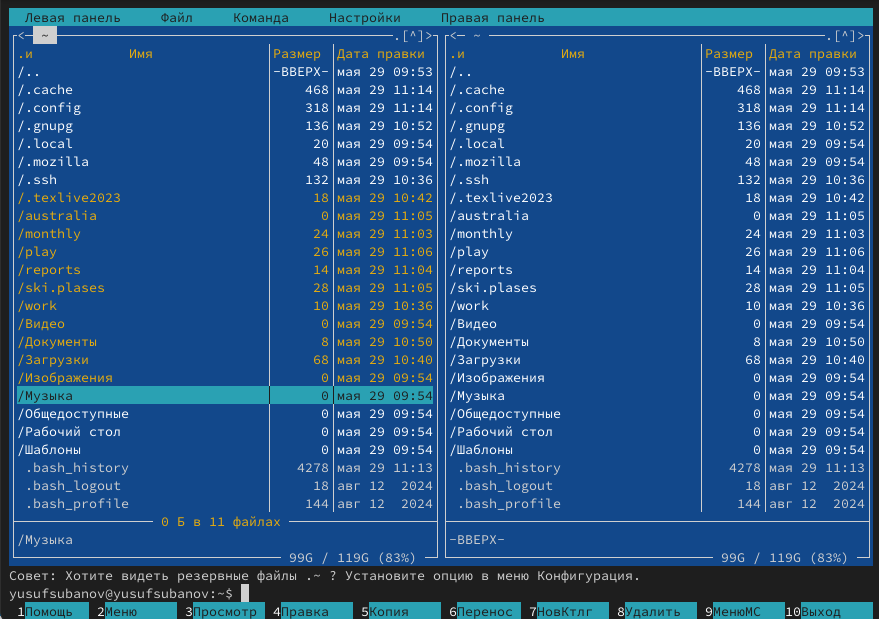 Левая панель Файл Команда Настройки Правая панель
<─ ~ .[^]> <─ ~ .[^]>
.и Имя Размер Дата правки .и Имя Размер Дата правки
/.. -ВВЕРХ- мая 29 09:53 /.. -ВВЕРХ- мая 29 09:53
/.cache 468 мая 29 11:14 /.cache 468 мая 29 11:14
/.config 318 мая 29 11:14 /.config 318 мая 29 11:14
/.gnupg 136 мая 29 10:52 /.gnupg 136 мая 29 10:52
/.local 20 мая 29 09:54 /.local 20 мая 29 09:54
/.mozilla 48 мая 29 09:54 /.mozilla 48 мая 29 09:54
/.ssh 132 мая 29 10:36 /.ssh 132 мая 29 10:36
/.texlive2023 18 мая 29 10:42 /.texlive2023 18 мая 29 10:42
/australia 0 мая 29 11:05 /australia 0 мая 29 11:05
/monthly 24 мая 29 11:03 /monthly 24 мая 29 11:03
/play 26 мая 29 11:06 /play 26 мая 29 11:06
/reports 14 мая 29 11:04 /reports 14 мая 29 11:04
/ski.plases 28 мая 29 11:05 /ski.plases 28 мая 29 11:05
/work 10 мая 29 10:36 /work 10 мая 29 10:36
/Видео 0 мая 29 09:54 /Видео 0 мая 29 09:54
/Документы 8 мая 29 10:50 /Документы 8 мая 29 10:50
/Загрузки 68 мая 29 10:40 /Загрузки 68 мая 29 10:40
/Изображения 0 мая 29 09:54 /Изображения 0 мая 29 09:54
/Музыка 0 мая 29 09:54 /Музыка 0 мая 29 09:54
/Общедоступные 0 мая 29 09:54 /Общедоступные 0 мая 29 09:54
/Рабочий стол 0 мая 29 09:54 /Рабочий стол 0 мая 29 09:54
/Шаблоны 0 мая 29 09:54 /Шаблоны 0 мая 29 09:54
.bash_history 4278 мая 29 11:13 .bash_history 4278 мая 29 11:13
.bash_logout 18 авг 12 2024 .bash_logout 18 авг 12 2024
.bash_profile 144 авг 12 2024 .bash_profile 144 авг 12 2024
0 Б в 11 файлах
/Музыка -ВВЕРХ-
99G / 119G (83%) 99G / 119G (83%)
Совет: Хотите видеть резервные файлы .~ ? Установите опцию в меню Конфигурация.
yusufsubanov@yusufsubanov:~$
1Помощь 2Меню 3Просмотр 4Правка 5Копия 6Перенос 7НовКтлг 8Удалить 9МенюMC 10Выход